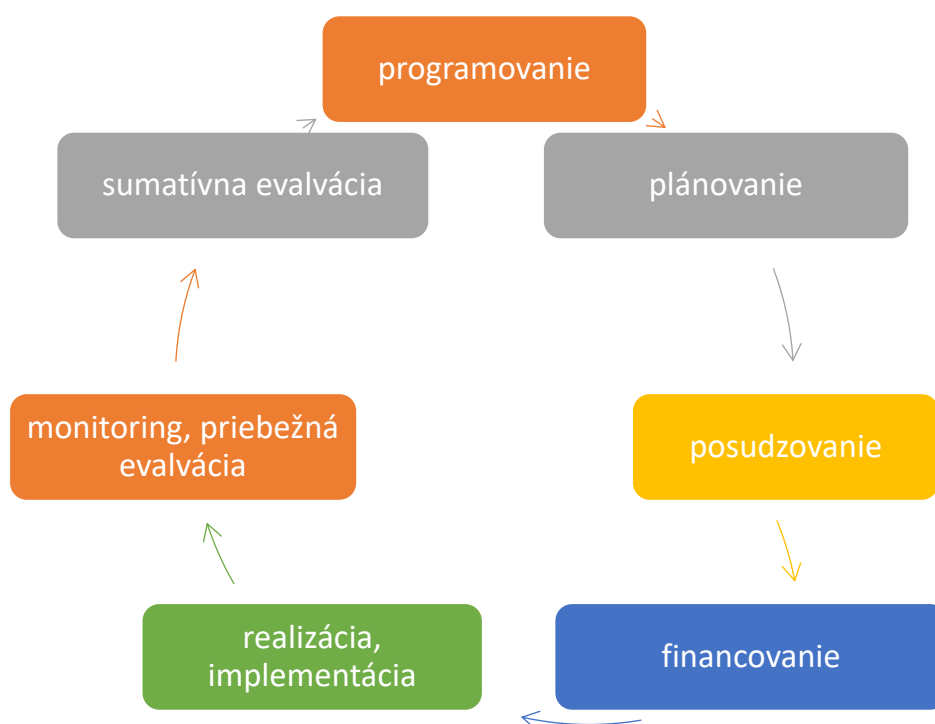 programovanie
plánovanie
posudzovanie
financovanie
realizácia,
implementácia
monitoring, priebežná
evalvácia
sumatívna evalvácia